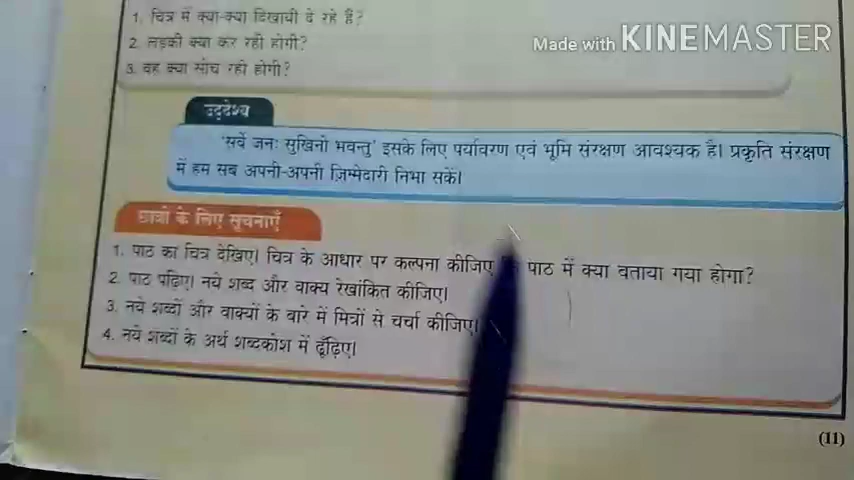 1. चित्र में क्या-क्या दिखायी दे रहे हैं?
2. लड़की क्या कर रही होगी?
3. वह क्या सोच रही होगी?
Made with KINEMASTER
उद्देश्य
'सर्वे जनः सुखिनो भवन्तु' इसके लिए पर्यावरण एवं भूमि संरक्षण आवश्यक है। प्रकृति संरक्षण
में हम सब अपनी-अपनी ज़िम्मेदारी निभा सकें।
छात्रों के लिए सूचनाएँ
1. पाठ का चित्र देखिए। चित्र के आधार पर कल्पना कीजिए पाठ में क्या बताया गया होगा?
2. पाठ पढ़िए। नये शब्द और वाक्य रेखांकित कीजिए।
3. नये शब्दों और वाक्यों के बारे में मित्रों से चर्चा कीजिए।
4. नये शब्दों के अर्थ शब्दकोश में ढूँढ़िए।
(11)